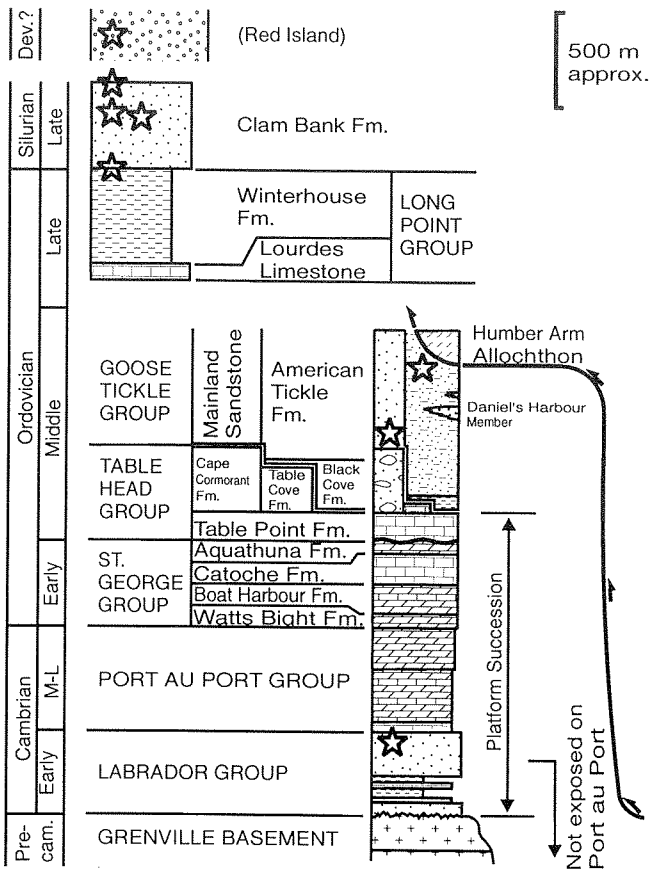 Dev.?
(Red Island)
500 m
approx.
Silurian
Late
Clam Bank Fm.
Ordovician
Late
Winterhouse
Fm.
Lourdes
Limestone
LONG
POINT
GROUP
Middle
GOOSE
TICKLE
GROUP
Mainland
Sandstone
American
Tickle
Fm.
Humber Arm
Allochthon
Daniel's Harbour
Member
TABLE
HEAD
GROUP
Cape
Cormorant
Fm.
Table
Cove
Fm.
Black
Cove
Fm.
Table Point Fm.
Early
ST.
GEORGE
GROUP
Aquathuna Fm.
Catoche Fm.
Boat Harbour Fm.
Watts Bight Fm.
Platform Succession
Cambrian
M-L
PORT AU PORT GROUP
Early
LABRADOR GROUP
Not exposed on
Port au Port
Pre-
cam.
GRENVILLE BASEMENT